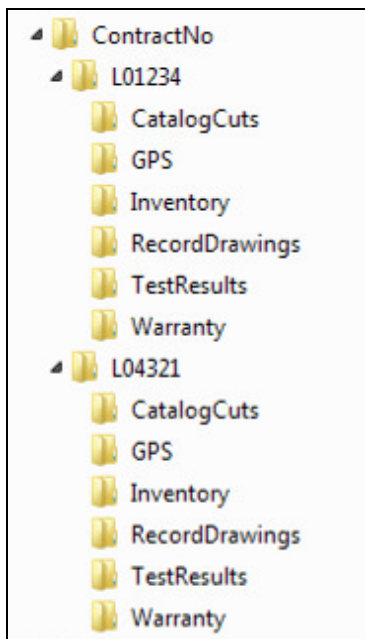 ContractNo
L01234
CatalogCuts
GPS
Inventory
RecordDrawings
TestResults
Warranty
L04321
CatalogCuts
GPS
Inventory
RecordDrawings
TestResults
Warranty